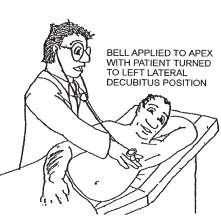 BELL APPLIED TO APEX
WITH PATIENT TURNED
TO LEFT LATERAL
DECUBITUS POSITION